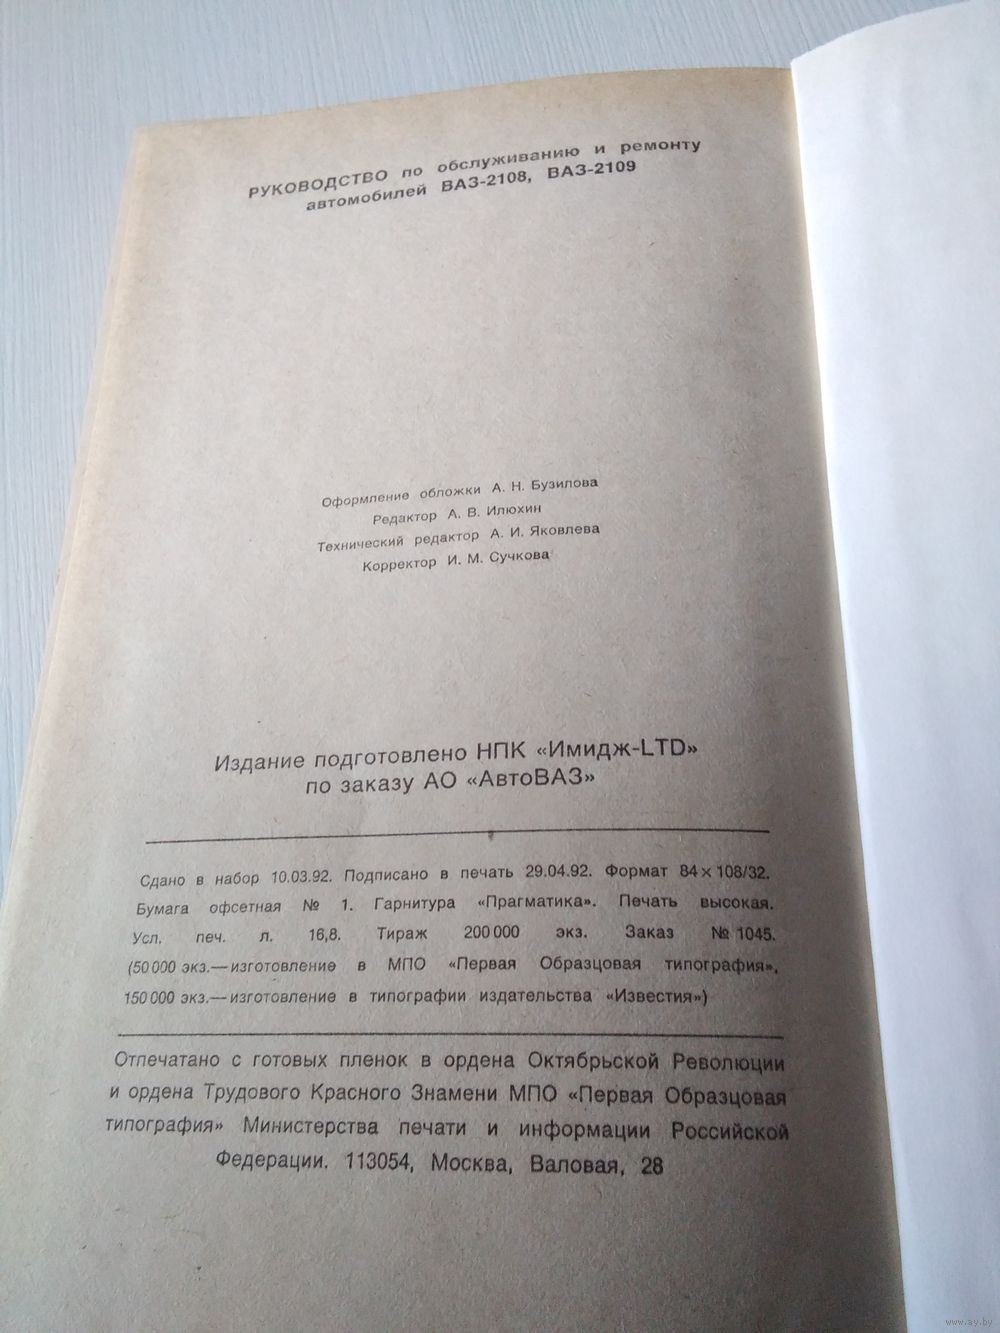 РУКОВОДСТВО по обслуживанию и ремонту
автомобилей ВАЗ-2108, ВАЗ-2109
Оформление обложки А. Н. Бузилова
Редактор А. В. Илюхин
Технический редактор А. И. Яковлева
Корректор И. М. Сучкова
Издание подготовлено НПК «Имидж-LTD»
по заказу АО «АвтоВАЗ»
Сдано в набор 10.03.92. Подписано в печать 29.04.92. Формат 84×108/32.
Бумага офсетная № 1. Гарнитура «Прагматика». Печать высокая.
Усл. печ. л. 16,8. Тираж 200 000 экз. Заказ № 1045.
(50 000 экз.—изготовление в МПО «Первая Образцовая типография»,
150 000 экз.—изготовление в типографии издательства «Известия»)
Отпечатано с готовых пленок в ордена Октябрьской Революции
и ордена Трудового Красного Знамени МПО «Первая Образцовая
типография» Министерства печати и информации Российской
Федерации. 113054, Москва, Валовая, 28
www.ay.by